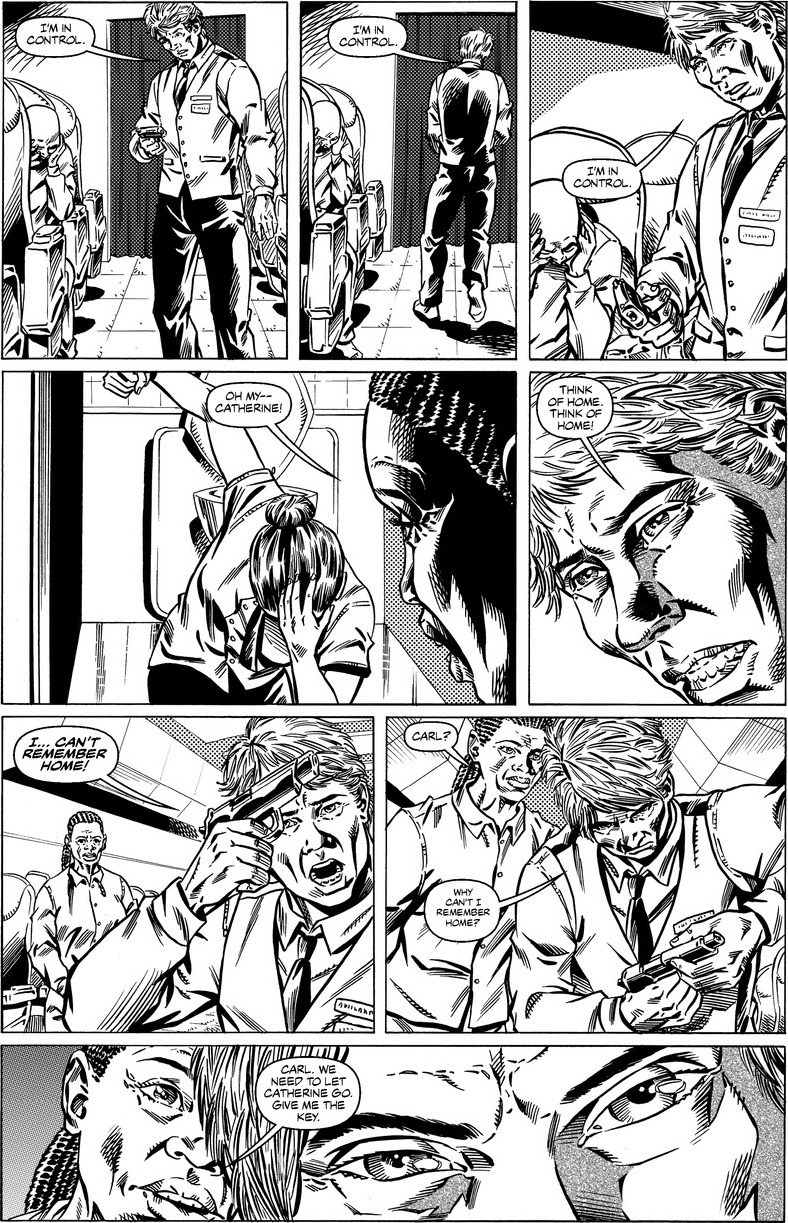 I'M IN
CONTROL.
I'M IN
CONTROL.
I'M IN
CONTROL.
OH MY--
CATHERINE!
THINK
OF HOME.
THINK OF
HOME!
I... CAN'T
REMEMBER
HOME!
CARL?
WHY
CAN'T I
REMEMBER
HOME?
CARL. WE
NEED TO LET
CATHERINE GO.
GIVE ME THE
KEY.